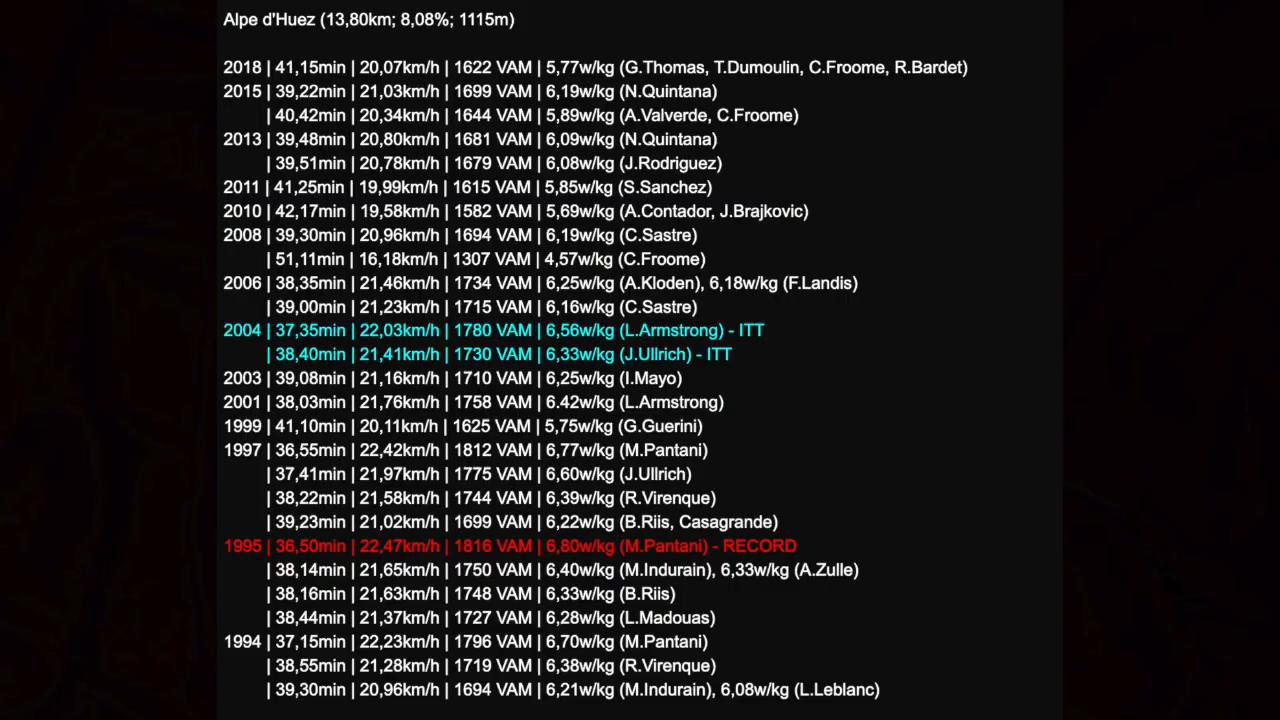 Alpe d'Huez (13,80km; 8,08%; 1115m)
2018 | 41,15min | 20,07km/h | 1622 VAM | 5,77w/kg (G.Thomas, T.Dumoulin, C.Froome, R.Bardet)
2015 | 39,22min | 21,03km/h | 1699 VAM | 6,19w/kg (N.Quintana)
| 40,42min | 20,34km/h | 1644 VAM | 5,89w/kg (A.Valverde, C.Froome)
2013 | 39,48min | 20,80km/h | 1681 VAM | 6,09w/kg (N.Quintana)
| 39,51min | 20,78km/h | 1679 VAM | 6,08w/kg (J.Rodriguez)
2011 | 41,25min | 19,99km/h | 1615 VAM | 5,85w/kg (S.Sanchez)
2010 | 42,17min | 19,58km/h | 1582 VAM | 5,69w/kg (A.Contador, J.Brajkovic)
2008 | 39,30min | 20,96km/h | 1694 VAM | 6,19w/kg (C.Sastre)
| 51,11min | 16,18km/h | 1307 VAM | 4,57w/kg (C.Froome)
2006 | 38,35min | 21,46km/h | 1734 VAM | 6,25w/kg (A.Kloden), 6,18w/kg (F.Landis)
| 39,00min | 21,23km/h | 1715 VAM | 6,16w/kg (C.Sastre)
2004 | 37,35min | 22,03km/h | 1780 VAM | 6,56w/kg (L.Armstrong) - ITT
| 38,40min | 21,41km/h | 1730 VAM | 6,33w/kg (J.Ullrich) - ITT
2003 | 39,08min | 21,16km/h | 1710 VAM | 6,25w/kg (I.Mayo)
2001 | 38,03min | 21,76km/h | 1758 VAM | 6.42w/kg (L.Armstrong)
1999 | 41,10min | 20,11km/h | 1625 VAM | 5,75w/kg (G.Guerini)
1997 | 36,55min | 22,42km/h | 1812 VAM | 6,77w/kg (M.Pantani)
| 37,41min | 21,97km/h | 1775 VAM | 6,60w/kg (J.Ullrich)
| 38,22min | 21,58km/h | 1744 VAM | 6,39w/kg (R.Virenque)
| 39,23min | 21,02km/h | 1699 VAM | 6,22w/kg (B.Riis, Casagrande)
1995 | 36,50min | 22,47km/h | 1816 VAM | 6,80w/kg (M.Pantani) - RECORD
| 38,14min | 21,65km/h | 1750 VAM | 6,40w/kg (M.Indurain), 6,33w/kg (A.Zulle)
| 38,16min | 21,63km/h | 1748 VAM | 6,33w/kg (B.Riis)
| 38,44min | 21,37km/h | 1727 VAM | 6,28w/kg (L.Madouas)
1994 | 37,15min | 22,23km/h | 1796 VAM | 6,70w/kg (M.Pantani)
| 38,55min | 21,28km/h | 1719 VAM | 6,38w/kg (R.Virenque)
| 39,30min | 20,96km/h | 1694 VAM | 6,21w/kg (M.Indurain), 6,08w/kg (L.Leblanc)